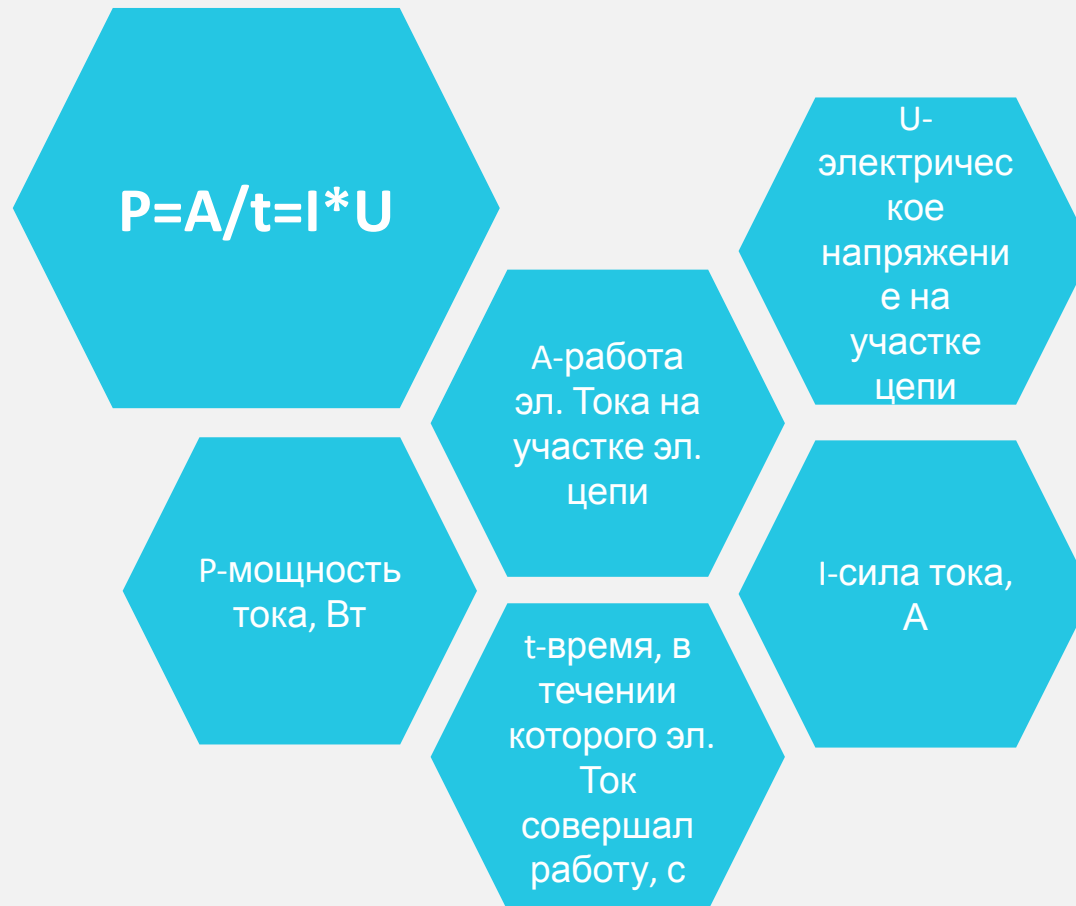 P=A/t=I*U
U-
электричес
кое
напряжени
е на
участке
цепи
А-работа
эл. Тока на
участке эл.
цепи
P-мощность
тока, Вт
I-сила тока,
А
t-время, в
течении
которого эл.
Ток
совершал
работу, с